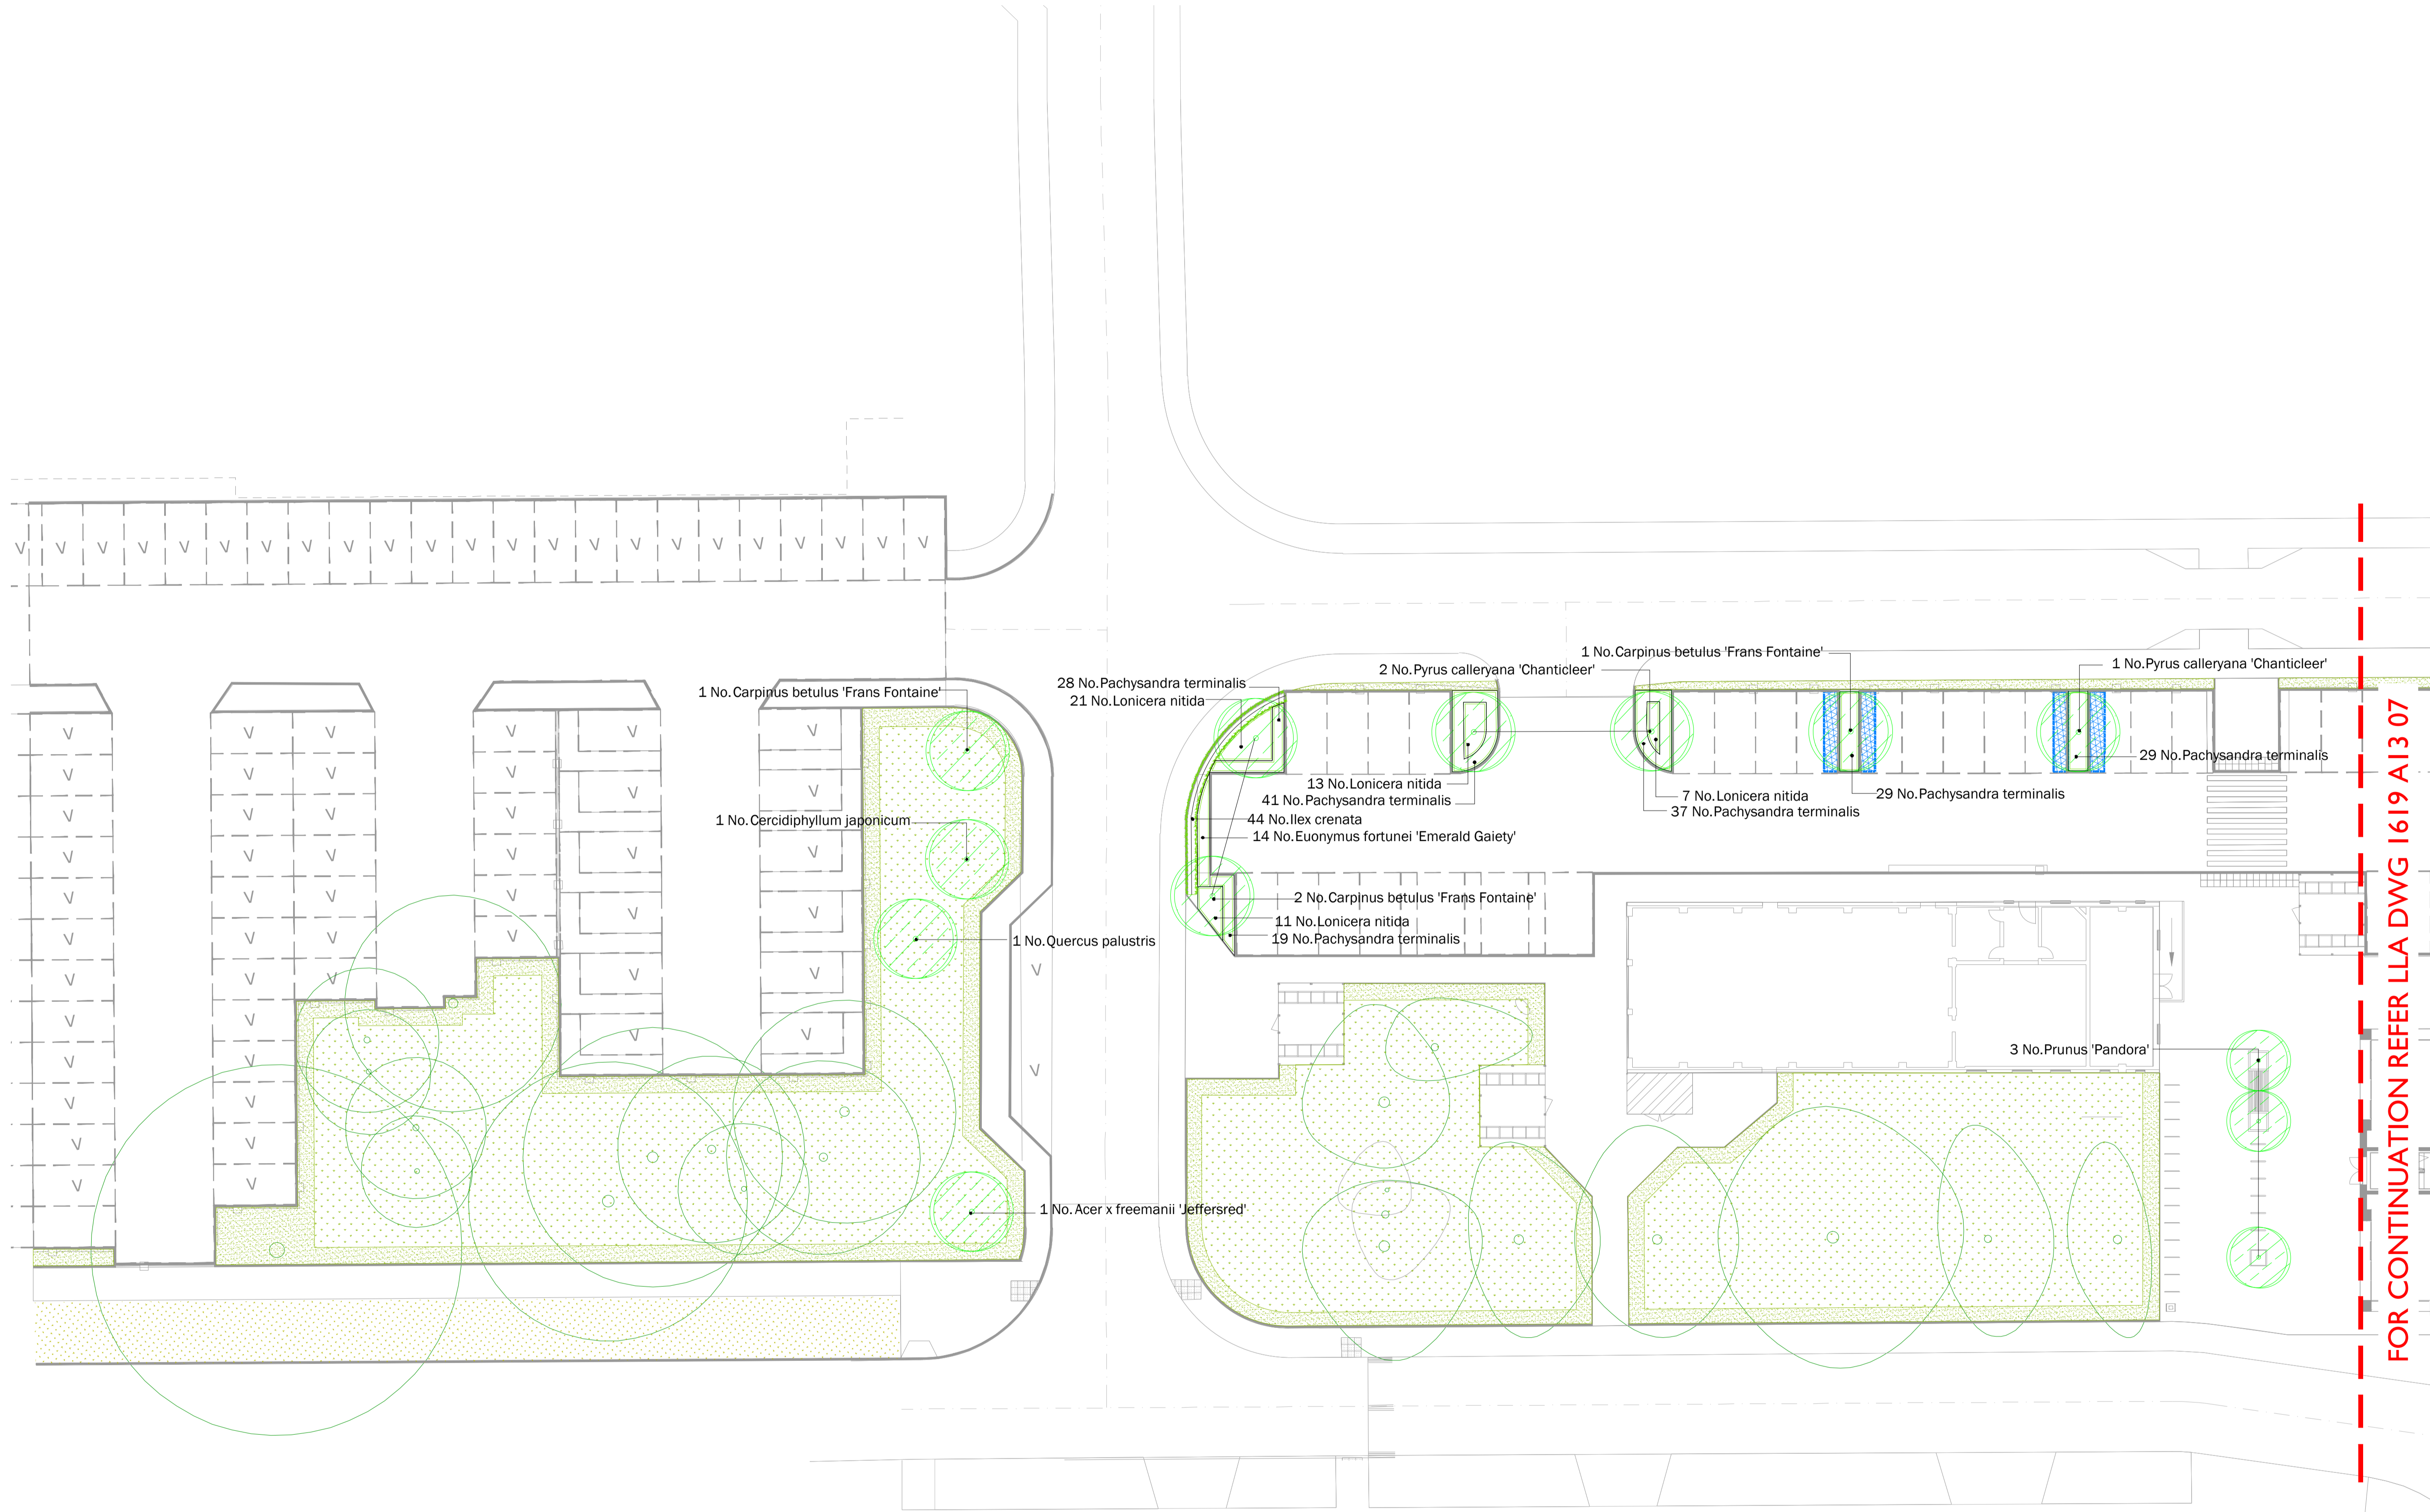 1 No.Carpinus betulus 'Frans Fontaine'
2 No.Pyrus calleryana 'Chanticleer'
1 No.Pyrus calleryana 'Chanticleer'
28 No.Pachysandra terminalis
1 No.Carpinus betulus 'Frans Fontaine'
21 No.Lonicera nitida
29 No.Pachysandra terminalis
13 No.Lonicera nitida
29 No.Pachysandra terminalis
7 No.Lonicera nitida
41 No.Pachysandra terminalis
37 No.Pachysandra terminalis
1 No.Cercidiphyllum japonicum
44 No.Ilex crenata
14 No.Euonymus fortunei 'Emerald Gaiety'
2 No.Carpinus betulus 'Frans Fontaine'
11 No.Lonicera nitida
1 No.Quercus palustris
19 No.Pachysandra terminalis
3 No.Prunus 'Pandora'
1 No. Acer x freemanii 'Jeffersred'
FOR CONTINUATION REFER LLA DWG 1619 A13 07